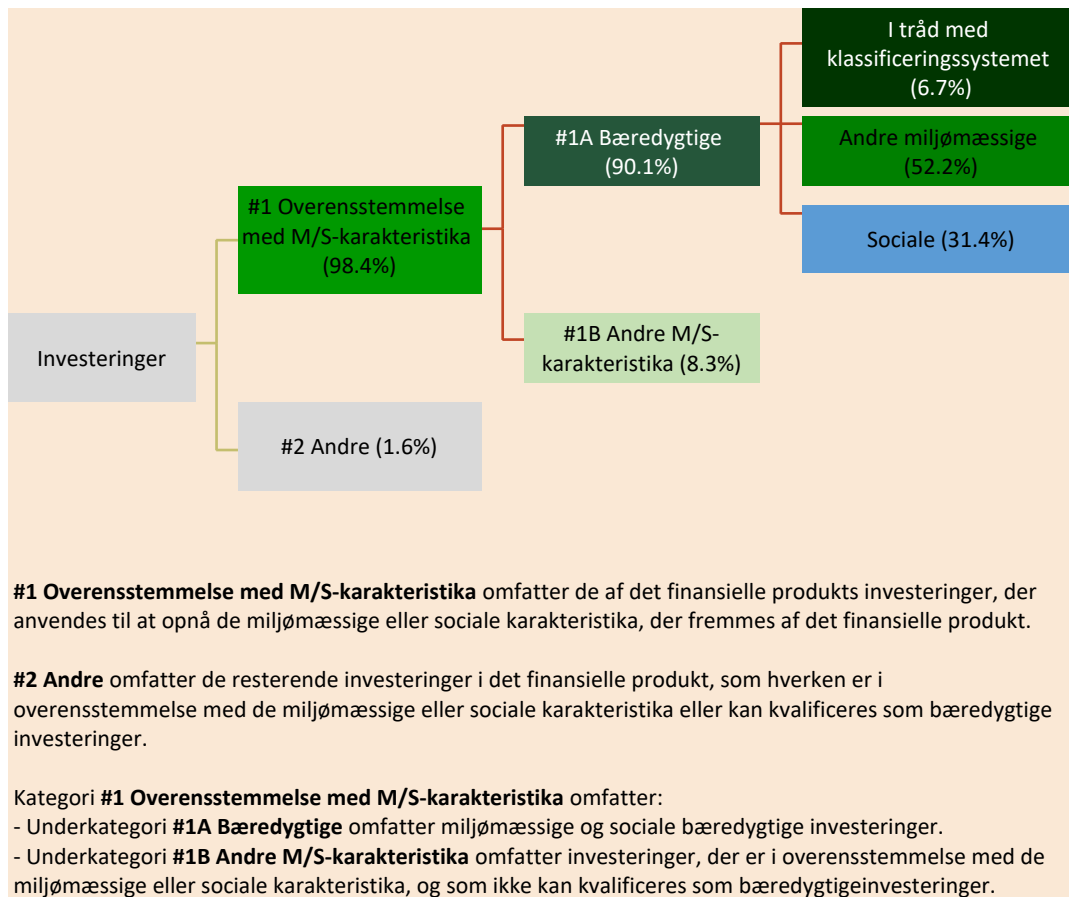 I tråd med
klassificeringssystemet
(6.7%)
#1A Bæredygtige
(90.1%)
Andre miljømæssige
(52.2%)
#1 Overensstemmelse
med M/S-karakteristika
(98.4%)
Sociale (31.4%)
Investeringer
#1B Andre M/S-
karakteristika (8.3%)
#2 Andre (1.6%)
#1 Overensstemmelse med M/S-karakteristika omfatter de af det finansielle produkts investeringer, der
anvendes til at opnå de miljømæssige eller sociale karakteristika, der fremmes af det finansielle produkt.
#2 Andre omfatter de resterende investeringer i det finansielle produkt, som hverken er i
overensstemmelse med de miljømæssige eller sociale karakteristika eller kan kvalificeres som bæredygtige
investeringer.
Kategori #1 Overensstemmelse med M/S-karakteristika omfatter:
- Underkategori #1A Bæredygtige omfatter miljømæssige og sociale bæredygtige investeringer.
- Underkategori #1B Andre M/S-karakteristika omfatter investeringer, der er i overensstemmelse med de
miljømæssige eller sociale karakteristika, og som ikke kan kvalificeres som bæredygtigeinvesteringer.